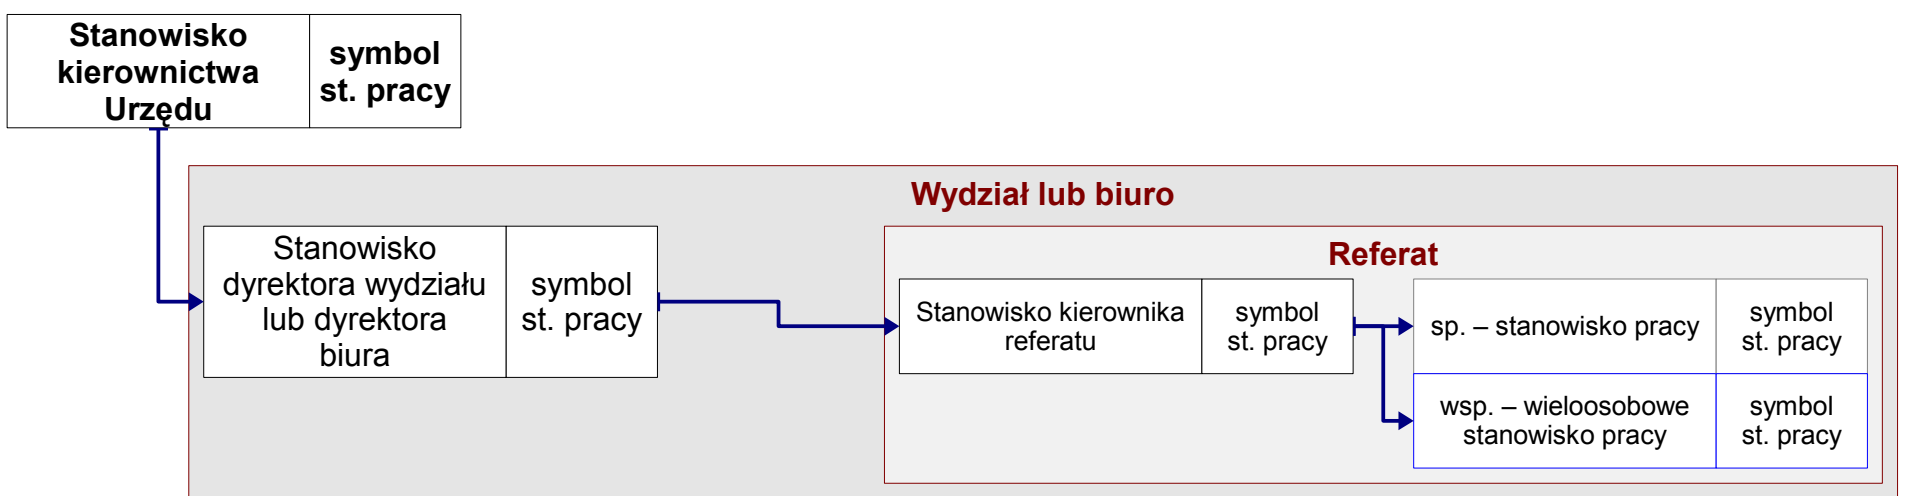 Stanowisko
kierownictwa
Urzędu
symbol
st. pracy
Wydział lub biuro
Stanowisko
dyrektora wydziału
lub dyrektora
biura
symbol
st. pracy
Referat
Stanowisko kierownika
referatu
symbol
st. pracy
sp. – stanowisko pracy
symbol
st. pracy
wsp. – wieloosobowe
stanowisko pracy
symbol
st. pracy